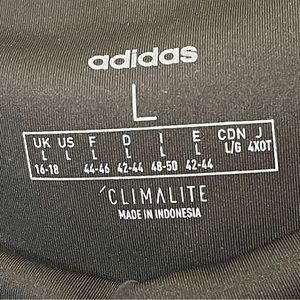 adidas
L
UK US F D I E CDN J
L L L L L L L/G 4XOT
16-18 44-46 42-44 48-50 42-44
CLIMALITE
MADE IN INDONESIA